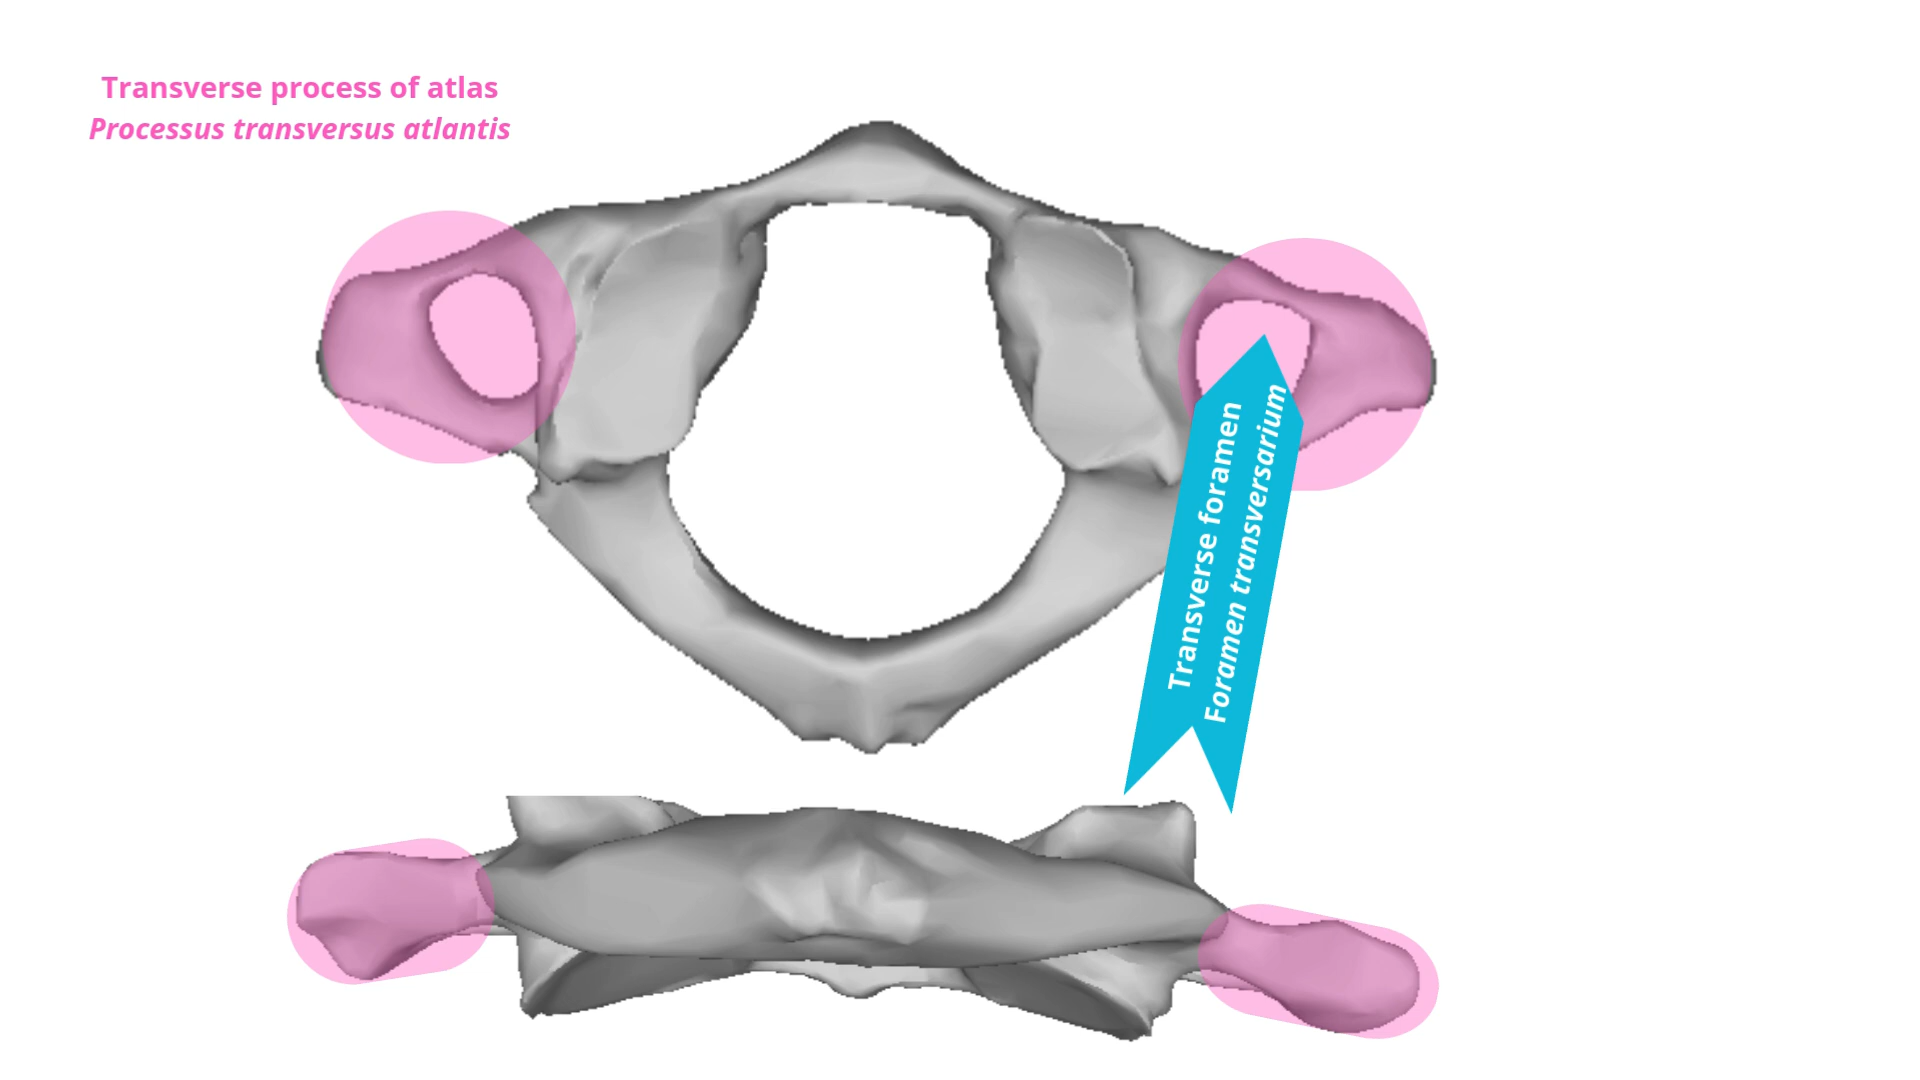 Transverse process of atlas
Processus transversus atlantis
Transverse foramen
Foramen transversarium